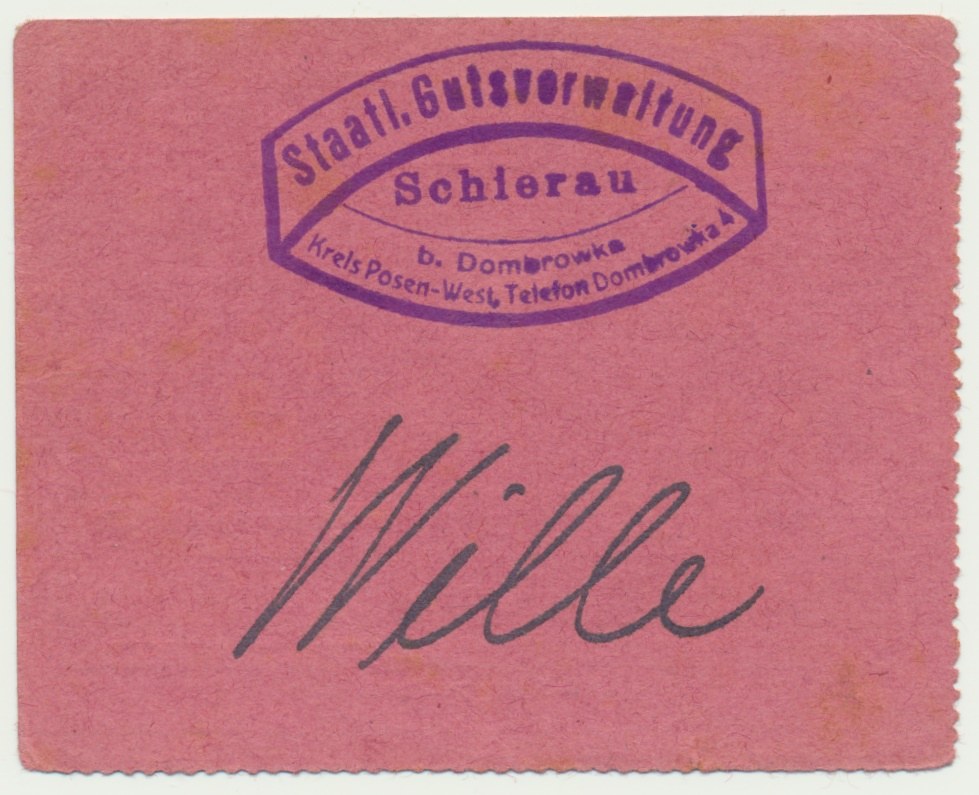 Staatl. Gutsverwaltung
Schierau
b. Dombrowka
Kreis Posen-West, Telefon Dombrowka 4
Wille